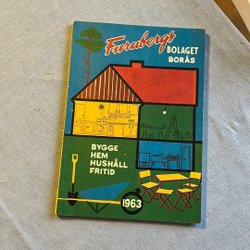 Furubergs
BOLAGET
BORÅS
BYGGE
HEM
HUSHÅLL
FRITID
1963